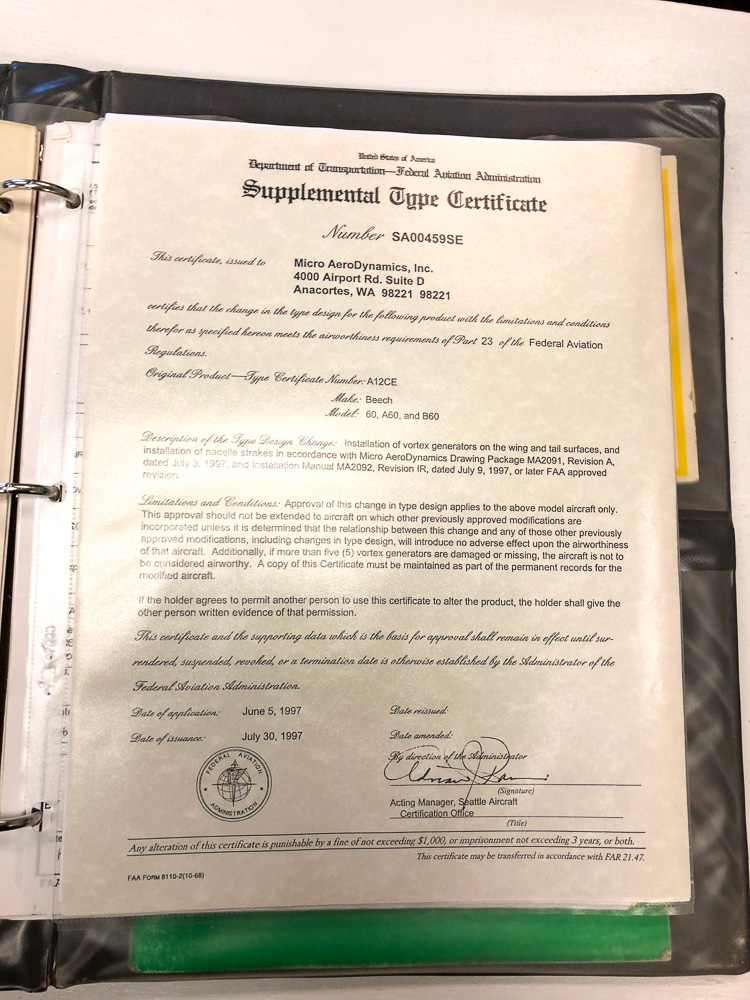 United States of America
Department of Transportation—Federal Aviation Administration
Supplemental Type Certificate
Number SA00459SE
This certificate, issued to
Micro AeroDynamics, Inc.
4000 Airport Rd. Suite D
Anacortes, WA 98221 98221
certifies that the change in the type design for the following product with the limitations and conditions
therefor as specified hereon meets the airworthiness requirements of Part 23 of the Federal Aviation
Regulations.
Original Product—Type Certificate Number: A12CE
Make: Beech
Model: 60, A60, and B60
Description of the Type Design Change: Installation of vortex generators on the wing and tail surfaces, and
installation of nacelle strakes in accordance with Micro AeroDynamics Drawing Package MA2091, Revision A,
dated July 3, 1997, and Installation Manual MA2092, Revision IR, dated July 9, 1997, or later FAA approved
revision.
Limitations and Conditions: Approval of this change in type design applies to the above model aircraft only.
This approval should not be extended to aircraft on which other previously approved modifications are
incorporated unless it is determined that the relationship between this change and any of those other previously
approved modifications, including changes in type design, will introduce no adverse effect upon the airworthiness
of that aircraft. Additionally, if more than five (5) vortex generators are damaged or missing, the aircraft is not to
be considered airworthy. A copy of this Certificate must be maintained as part of the permanent records for the
modified aircraft.
If the holder agrees to permit another person to use this certificate to alter the product, the holder shall give the
other person written evidence of that permission.
This certificate and the supporting data which is the basis for approval shall remain in effect until sur-
rendered, suspended, revoked, or a termination date is otherwise established by the Administrator of the
Federal Aviation Administration.
Date of application: June 5, 1997
Date reissued:
Date of issuance: July 30, 1997
Date amended:
By direction of the Administrator
FEDERAL AVIATION
ADMINISTRATION
(Signature)
Acting Manager, Seattle Aircraft
Certification Office
(Title)
Any alteration of this certificate is punishable by a fine of not exceeding $1,000, or imprisonment not exceeding 3 years, or both.
This certificate may be transferred in accordance with FAR 21.47.
FAA FORM 8110-2(10-68)